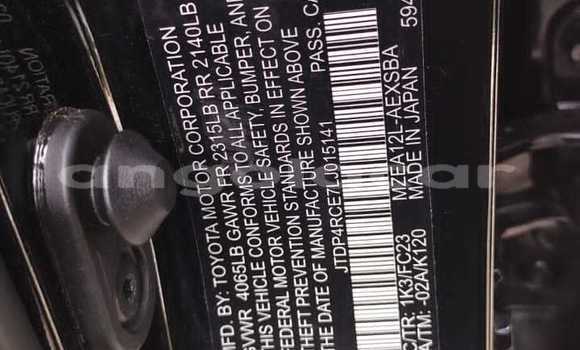 MFD. BY: TOYOTA MOTOR CORPORATION
GVWR 4065LB GAWR FR 2315LB RR 2140LB
THIS VEHICLE CONFORMS TO ALL APPLICABLE
FEDERAL MOTOR VEHICLE SAFETY, BUMPER, AND
THEFT PREVENTION STANDARDS IN EFFECT ON
THE DATE OF MANUFACTURE SHOWN ABOVE
JTDP4RCE7LJ015141 PASS. CA
C/TR: 1K3/FC23 MZEA12L-AEXSBA
A/TM: -02A/K120 MADE IN JAPAN 594